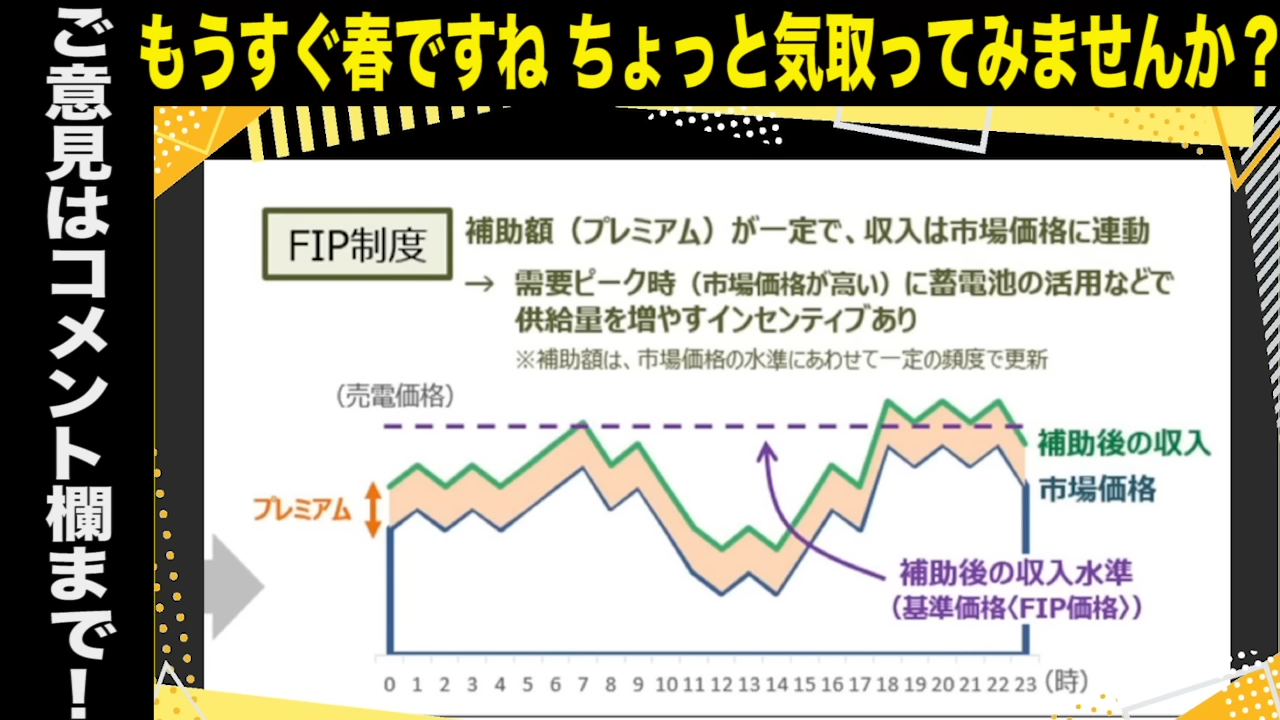 もうすぐ春ですね ちょっと気取ってみませんか？
ご意見はコメント欄まで！
FIP制度
補助額（プレミアム）が一定で、収入は市場価格に連動
→ 需要ピーク時（市場価格が高い）に蓄電池の活用などで
供給量を増やすインセンティブあり
※補助額は、市場価格の水準にあわせて一定の頻度で更新
（売電価格）
補助後の収入
市場価格
プレミアム
補助後の収入水準
（基準価格〈FIP価格〉）
0 1 2 3 4 5 6 7 8 9 10 11 12 13 14 15 16 17 18 19 20 21 22 23（時）